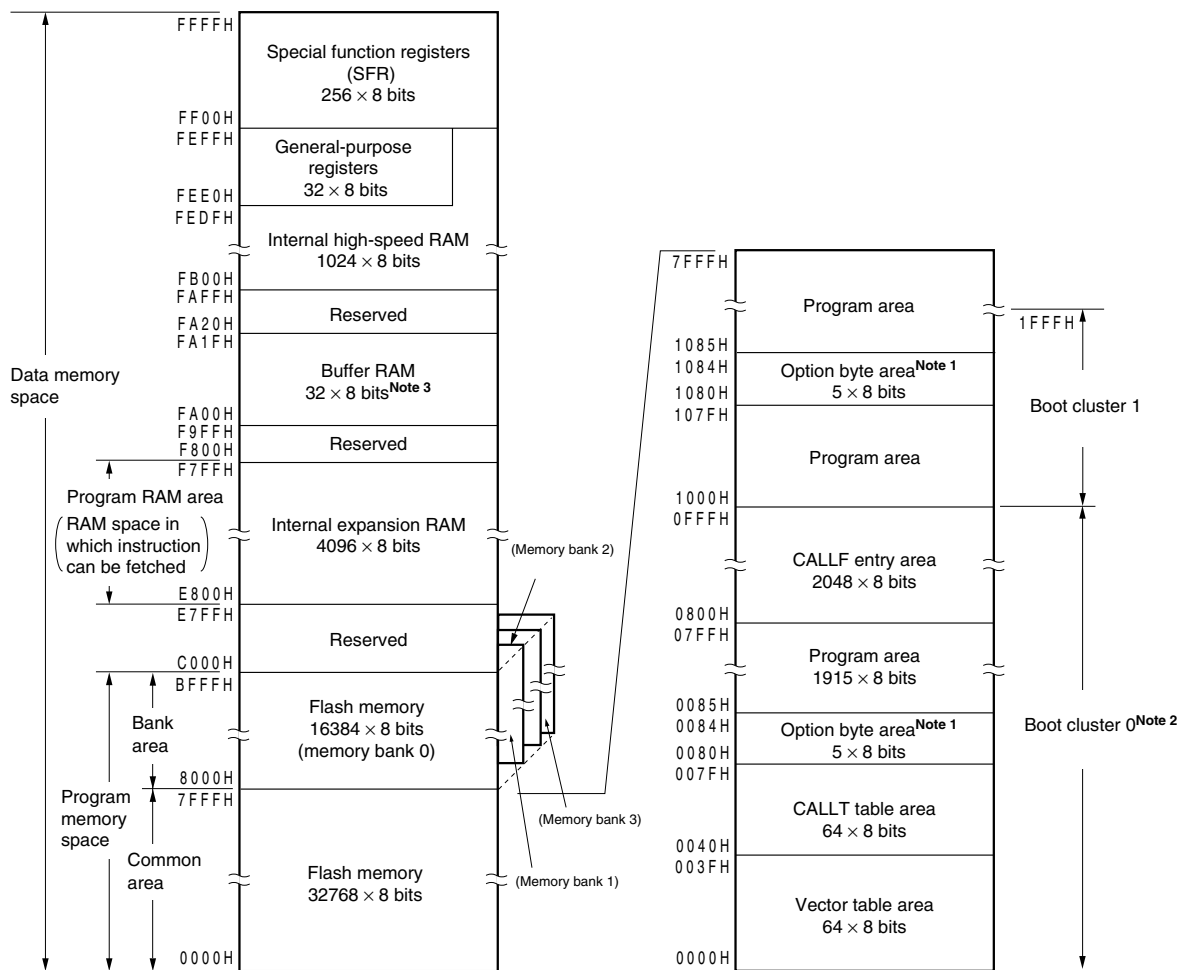 FFFFH
Special function registers
(SFR)
256 × 8 bits
FF00H
FEFFH
General-purpose
registers
32 × 8 bits
FEE0H
FEDFH
Internal high-speed RAM
1024 × 8 bits
FB00H
FAFFH
Reserved
FA20H
FA1FH
Buffer RAM
32 × 8 bits Note 3
FA00H
F9FFH
Reserved
F800H
F7FFH
Data memory
space
Program RAM area
RAM space in
which instruction
can be fetched
Internal expansion RAM
4096 × 8 bits
E800H
E7FFH
Reserved
C000H
BFFFH
Bank
area
Flash memory
16384 × 8 bits
(memory bank 0)
8000H
7FFFH
Program
memory
space
Common
area
Flash memory
32768 × 8 bits
0000H
(Memory bank 2)
(Memory bank 3)
(Memory bank 1)
7FFFH
Program area
1FFFH
1085H
1084H
Option byte area Note 1
5 × 8 bits
1080H
107FH
Boot cluster 1
Program area
1000H
0FFFH
CALLF entry area
2048 × 8 bits
0800H
07FFH
Program area
1915 × 8 bits
0085H
0084H
Option byte area Note 1
5 × 8 bits
Boot cluster 0 Note 2
0080H
007FH
CALLT table area
64 × 8 bits
0040H
003FH
Vector table area
64 × 8 bits
0000H